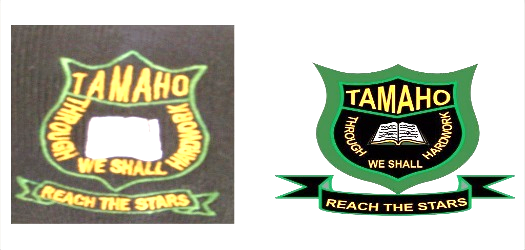 TAMAHO
THROUGH
HARDWORK
WE SHALL
REACH THE STARS
TAMAHO
THROUGH
HARDWORK
WE SHALL
REACH THE STARS